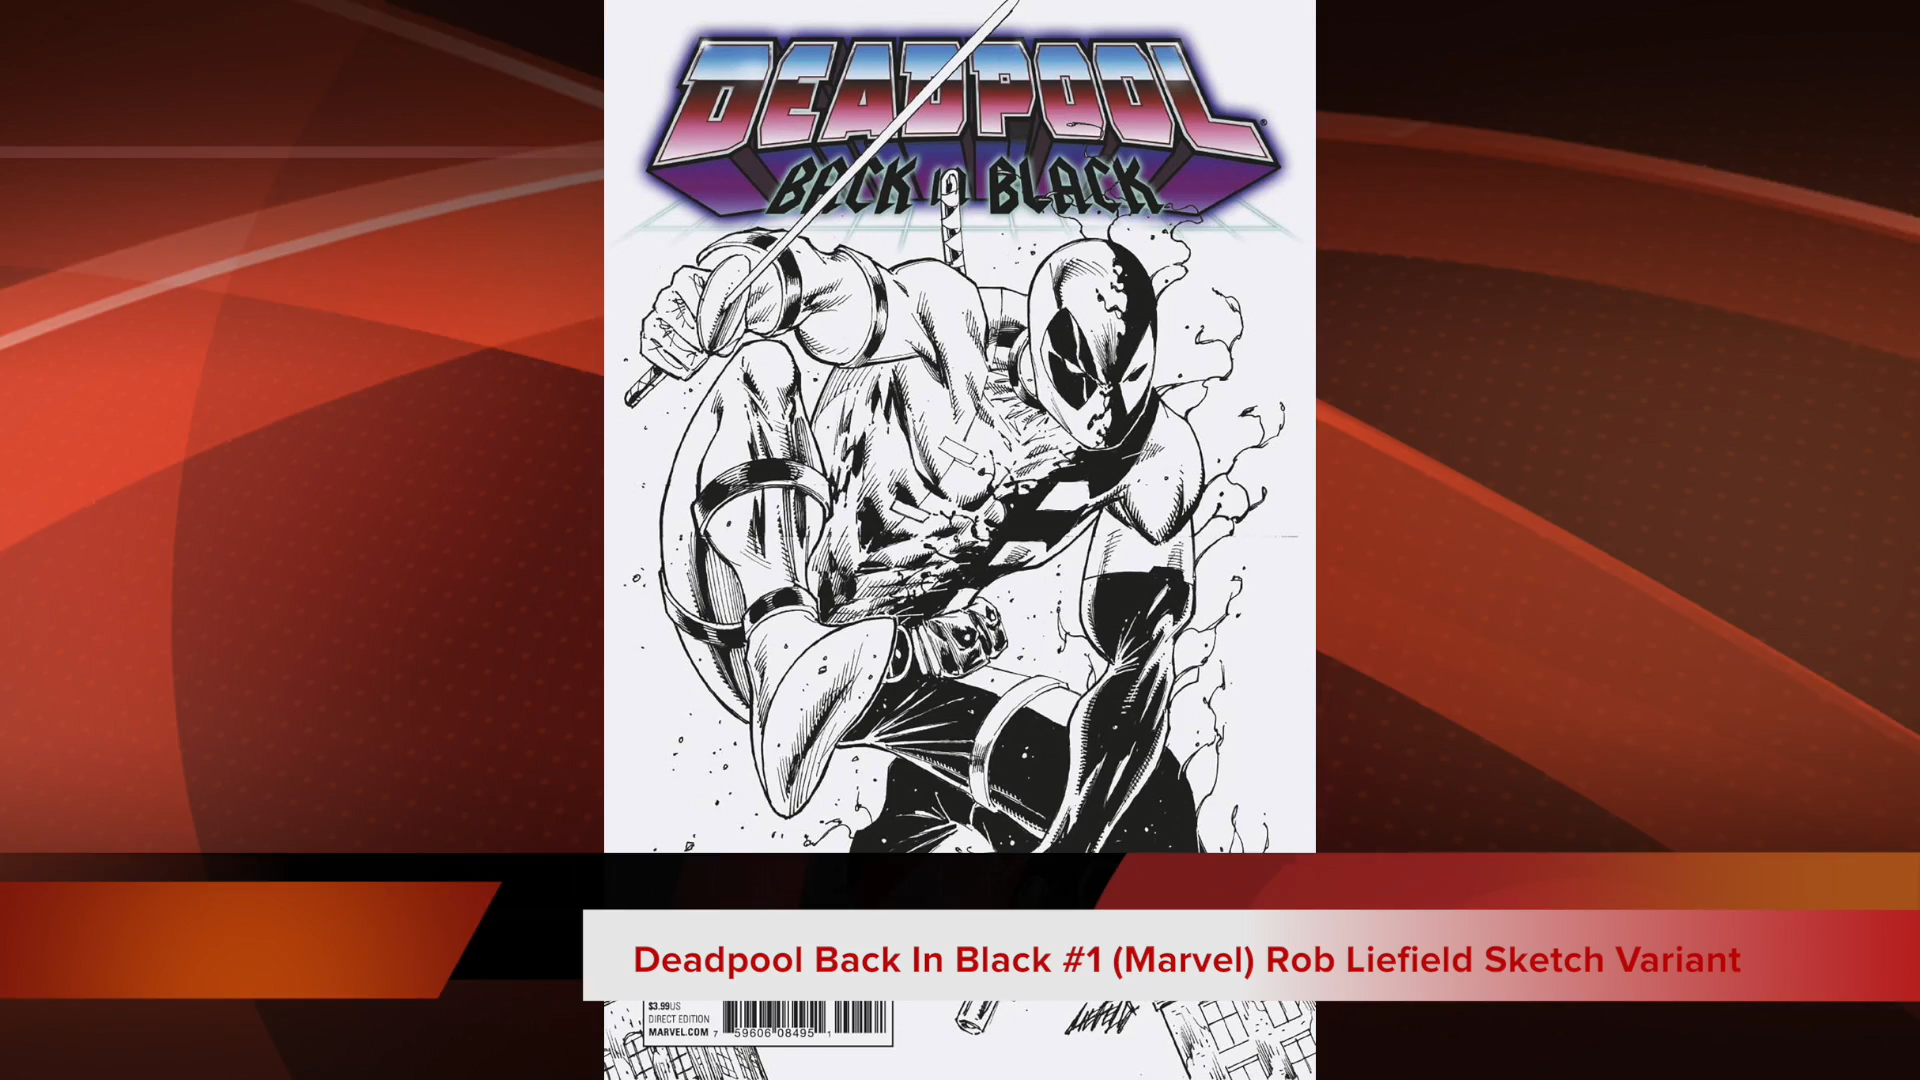 DEADPOOL®
BACK in BLACK
Deadpool Back In Black #1 (Marvel) Rob Liefield Sketch Variant
$3.99US
DIRECT EDITION
MARVEL.COM
7 59606 08495 1
LIEFELD